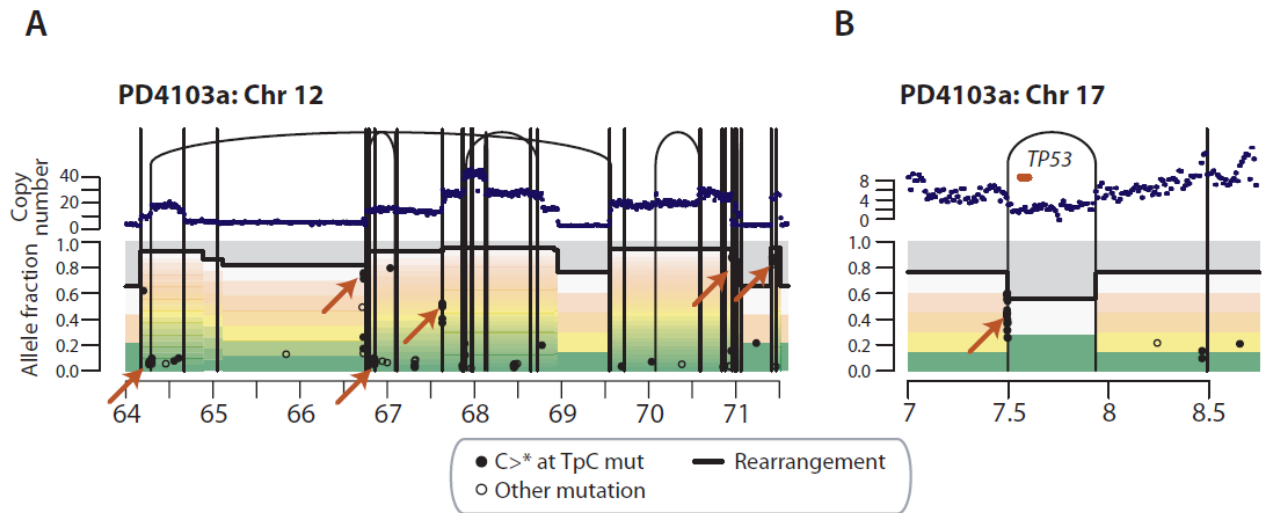 A
B
PD4103a: Chr 12
PD4103a: Chr 17
TP53
Copy
number
40
20
0
8
4
0
Allele fraction
1.0
0.8
0.6
0.4
0.2
0.0
1.0
0.8
0.6
0.4
0.2
0.0
64 65 66 67 68 69 70 71
7 7.5 8 8.5
C>* at TpC mut
Rearrangement
Other mutation